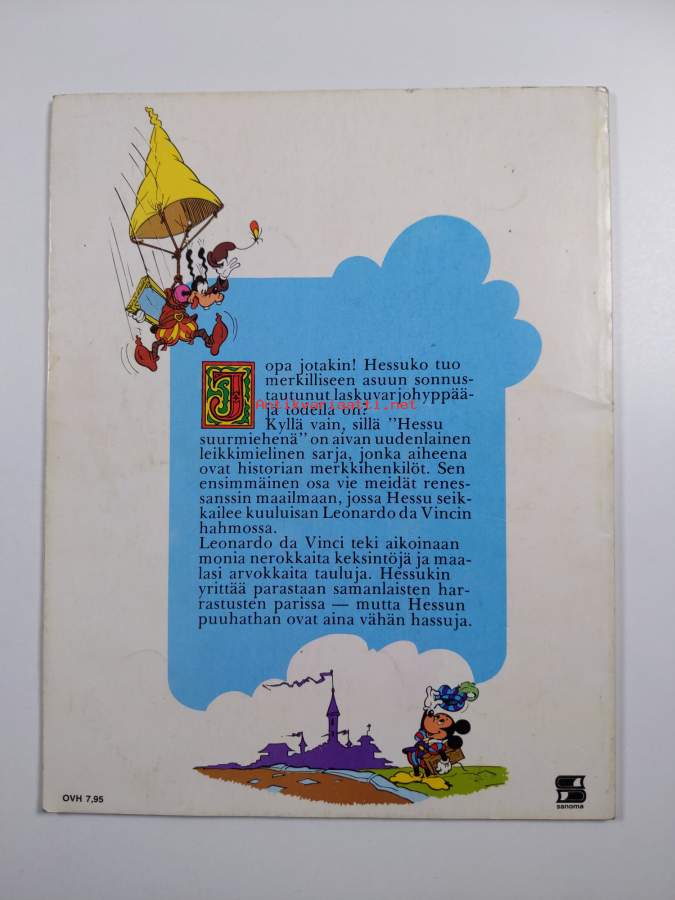 J
opa jotakin! Hessuko tuo
merkilliseen asuun sonnus-
tautunut laskuvarjohyppää-
jä todella on?
Kyllä vain, sillä "Hessu
suurmiehenä" on aivan uudenlainen
leikkimielinen sarja, jonka aiheena
ovat historian merkkihenkilöt. Sen
ensimmäinen osa vie meidät renes-
sanssin maailmaan, jossa Hessu seik-
kailee kuuluisan Leonardo da Vincin
hahmossa.
Leonardo da Vinci teki aikoinaan
monia nerokkaita keksintöjä ja maa-
lasi arvokkaita tauluja. Hessukin
yrittää parastaan samanlaisten har-
rastusten parissa — mutta Hessun
puuhathan ovat aina vähän hassuja.
Antikvariaatti.net
OVH 7,95
sanoma